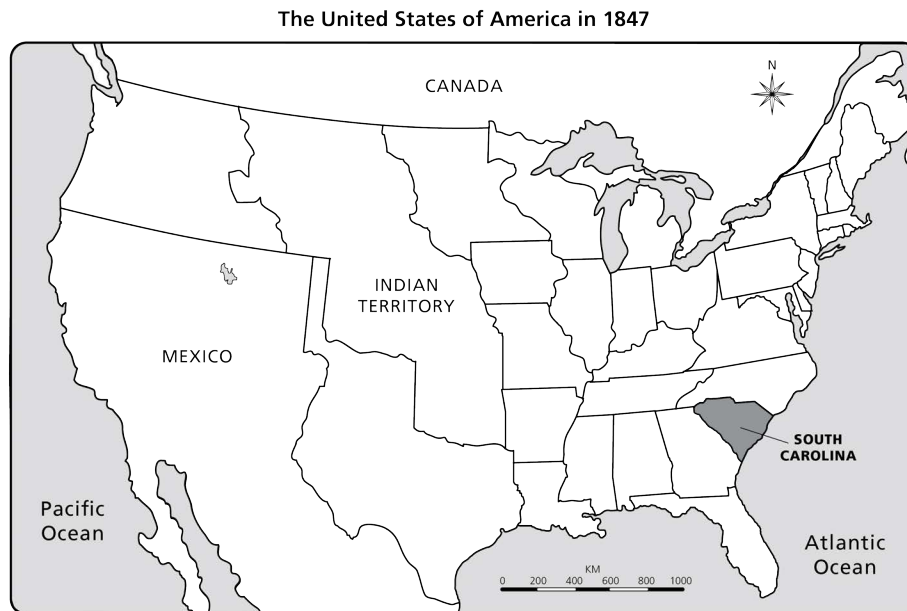 The United States of America in 1847
CANADA
N
INDIAN
TERRITORY
MEXICO
SOUTH
CAROLINA
Pacific
Ocean
Atlantic
Ocean
KM
0 200 400 600 800 1000